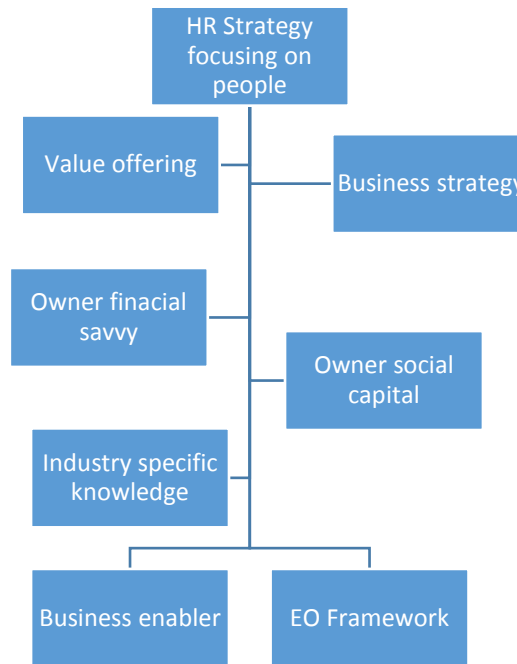 HR Strategy
focusing on
people
Value offering
Business strategy
Owner finacial
savvy
Owner social
capital
Industry specific
knowledge
Business enabler
EO Framework